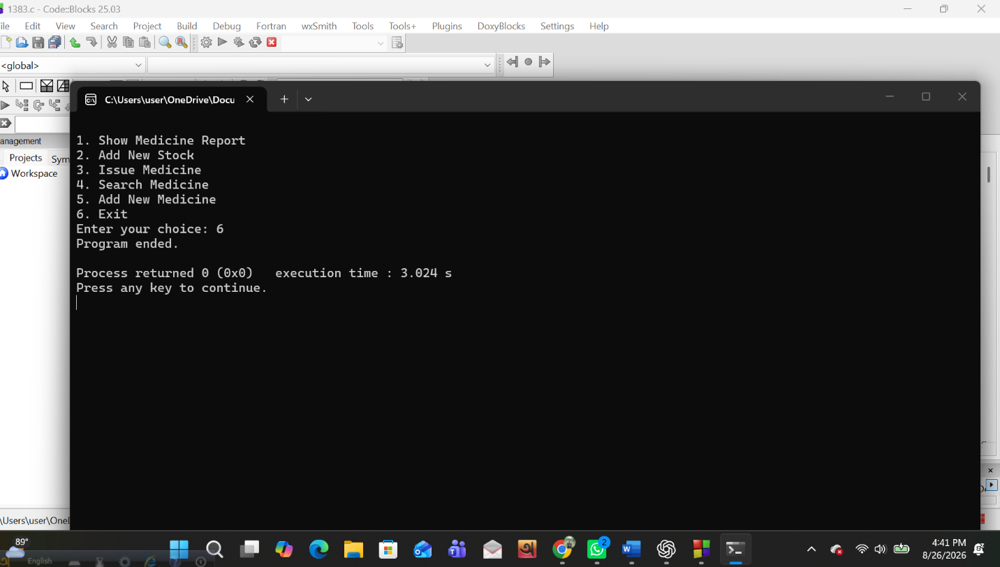 1383.c - Code::Blocks 25.03
ile Edit View Search Project Build Debug Fortran wxSmith Tools Tools+ Plugins DoxyBlocks Settings Help
<global>
C:\Users\user\OneDrive\Docu
anagement
Projects Sym
Workspace
1. Show Medicine Report
2. Add New Stock
3. Issue Medicine
4. Search Medicine
5. Add New Medicine
6. Exit
Enter your choice: 6
Program ended.
Process returned 0 (0x0)   execution time : 3.024 s
Press any key to continue.
\Users\user\Onel
89°
English
2
4:41 PM
8/26/2026